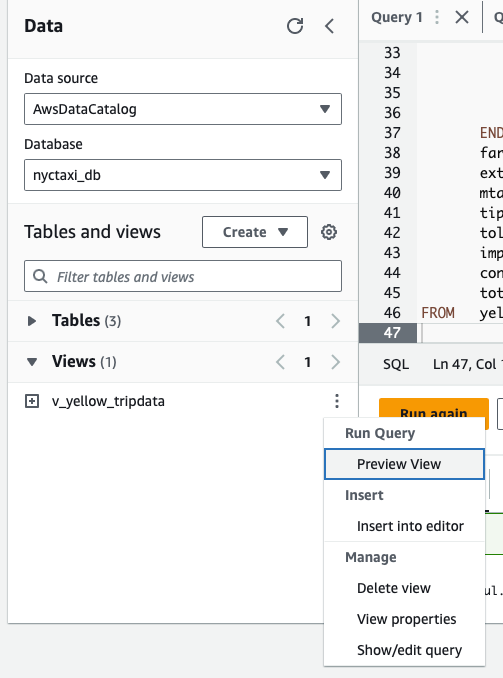 Data
Data source
AwsDataCatalog
Database
nyctaxi_db
Tables and views
Create
Filter tables and views
Tables (3)
1
Views (1)
1
v_yellow_tripdata
Query 1
33
34
35
36
37 END
38 far
39 ext
40 mta
41 tip
42 tol
43 imp
44 con
45 tot
46 FROM yel
47
SQL Ln 47, Col
Run again
Run Query
Preview View
Insert
Insert into editor
Manage
Delete view
View properties
Show/edit query
ul.